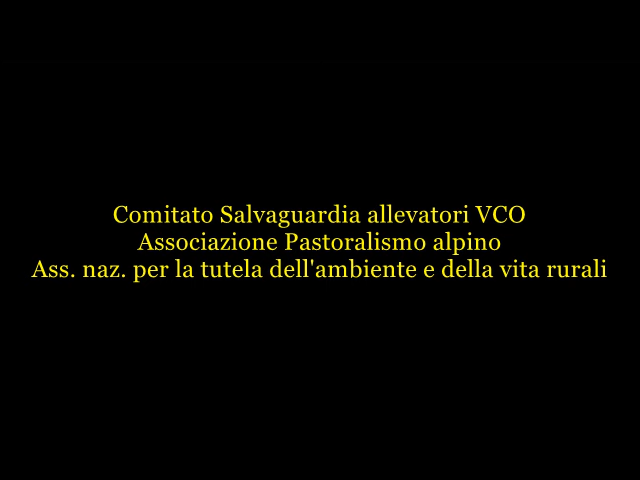 Comitato Salvaguardia allevatori VCO
Associazione Pastoralismo alpino
Ass. naz. per la tutela dell'ambiente e della vita rurali